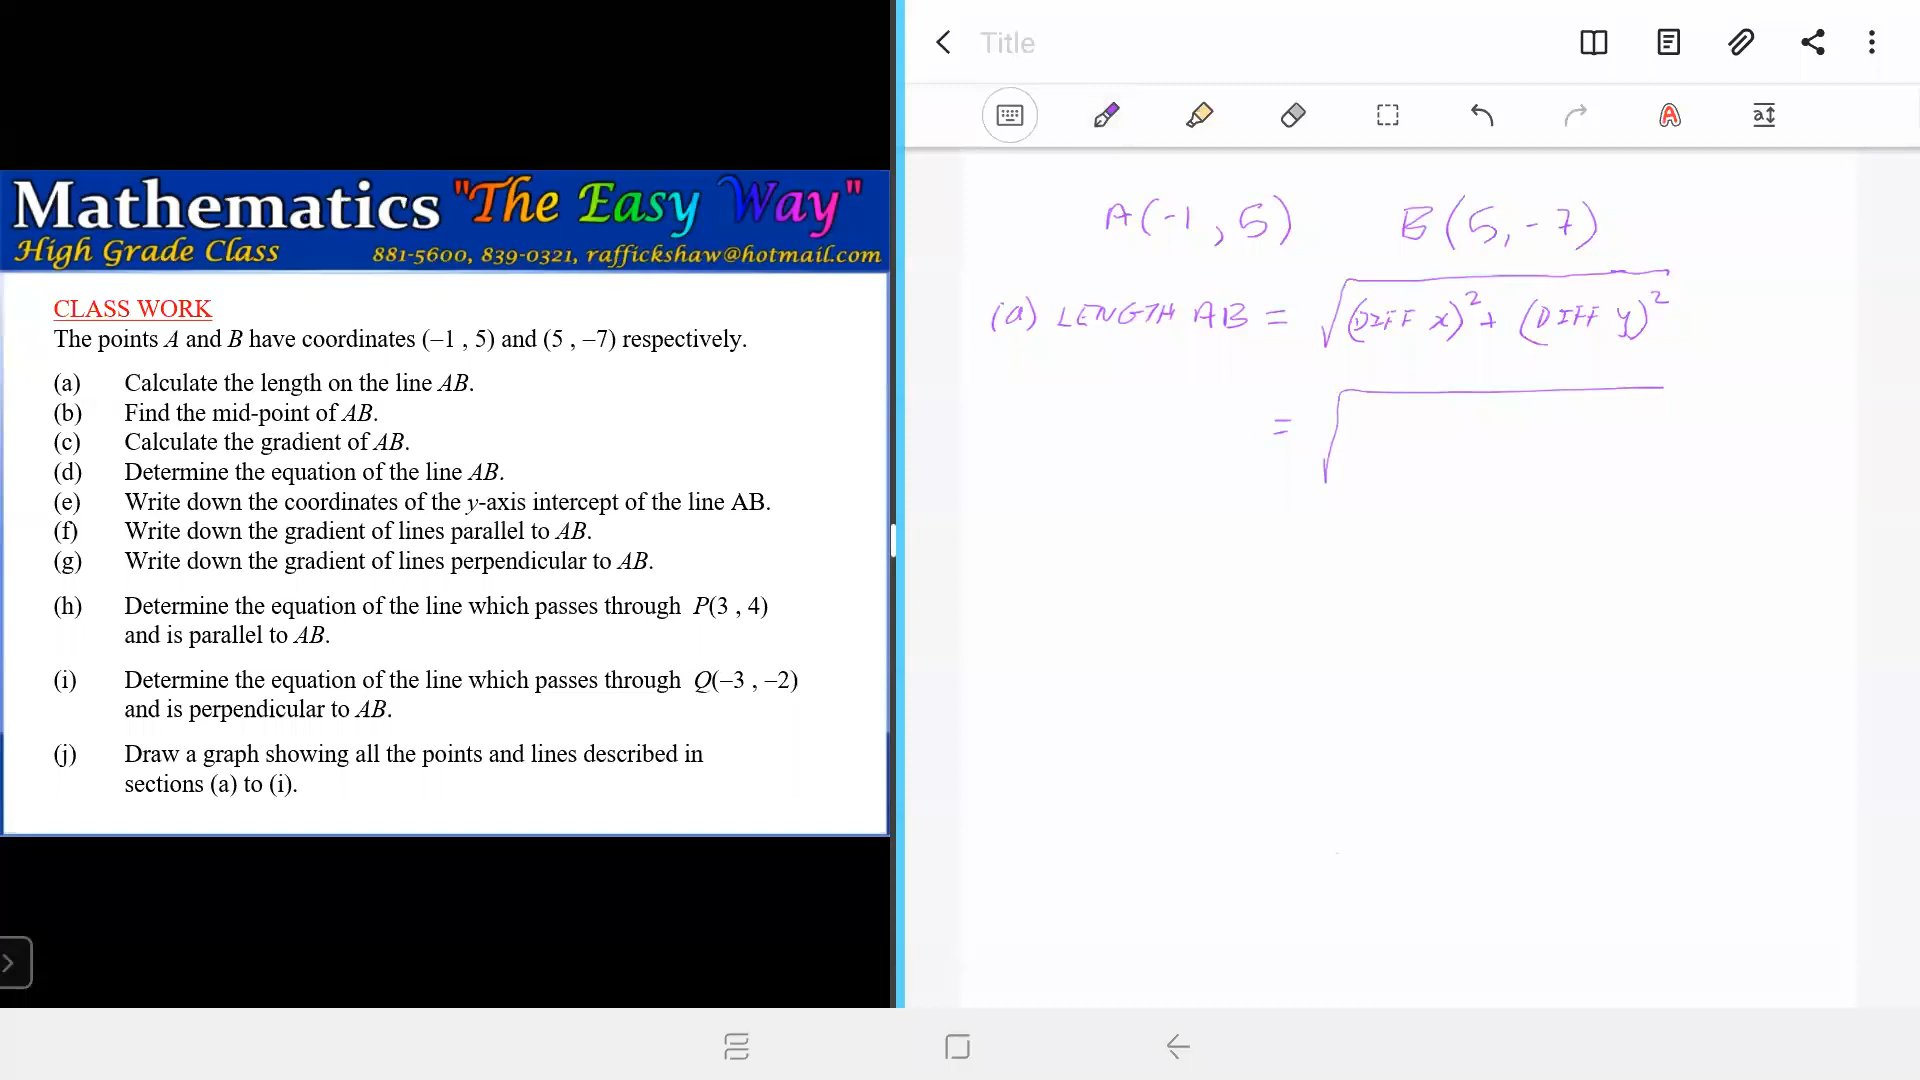 Mathematics "The Easy Way"
High Grade Class 881-5600, 839-0321, raffickshaw@hotmail.com
CLASS WORK
The points A and B have coordinates (–1 , 5) and (5 , –7) respectively.
(a) Calculate the length on the line AB.
(b) Find the mid-point of AB.
(c) Calculate the gradient of AB.
(d) Determine the equation of the line AB.
(e) Write down the coordinates of the y-axis intercept of the line AB.
(f) Write down the gradient of lines parallel to AB.
(g) Write down the gradient of lines perpendicular to AB.
(h) Determine the equation of the line which passes through P(3 , 4)
and is parallel to AB.
(i) Determine the equation of the line which passes through Q(–3 , –2)
and is perpendicular to AB.
(j) Draw a graph showing all the points and lines described in
sections (a) to (i).
Title
A(-1 , 5) B(5, -7)
(a) LENGTH AB = √(DIFF x)² + (DIFF y)²
= √